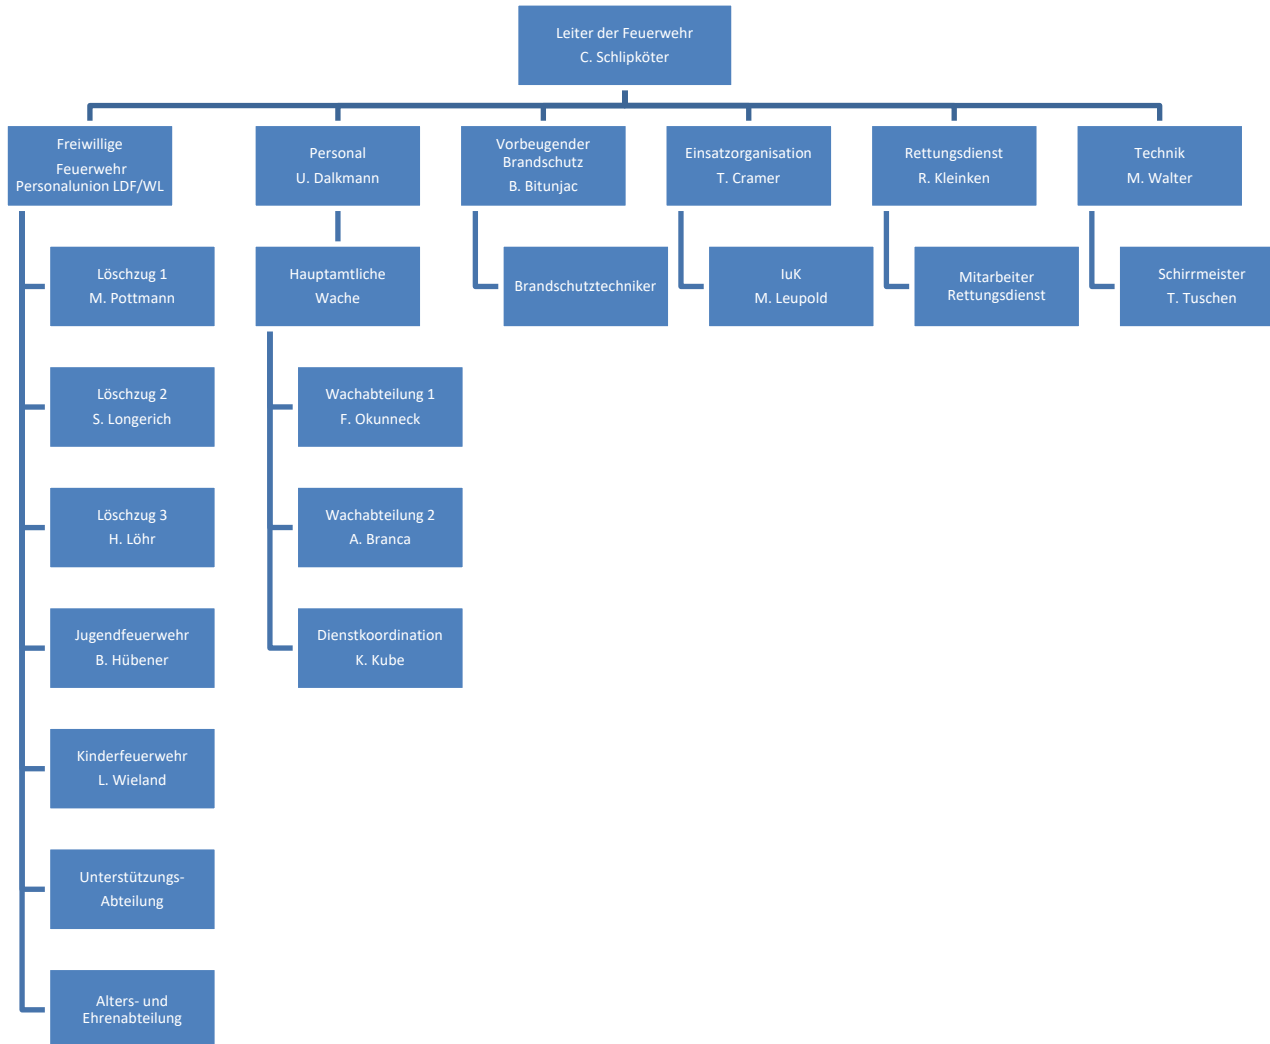 Leiter der Feuerwehr
C. Schlipköter
Freiwillige
Feuerwehr
Personalunion LDF/WL
Personal
U. Dalkmann
Vorbeugender
Brandschutz
B. Bitunjac
Einsatzorganisation
T. Cramer
Rettungsdienst
R. Kleinken
Technik
M. Walter
Löschzug 1
M. Pottmann
Hauptamtliche
Wache
Brandschutztechniker
IuK
M. Leupold
Mitarbeiter
Rettungsdienst
Schirrmeister
T. Tuschen
Löschzug 2
S. Longerich
Wachabteilung 1
F. Okunneck
Löschzug 3
H. Löhr
Wachabteilung 2
A. Branca
Jugendfeuerwehr
B. Hübener
Dienstkoordination
K. Kube
Kinderfeuerwehr
L. Wieland
Unterstützungs-
Abteilung
Alters- und
Ehrenabteilung